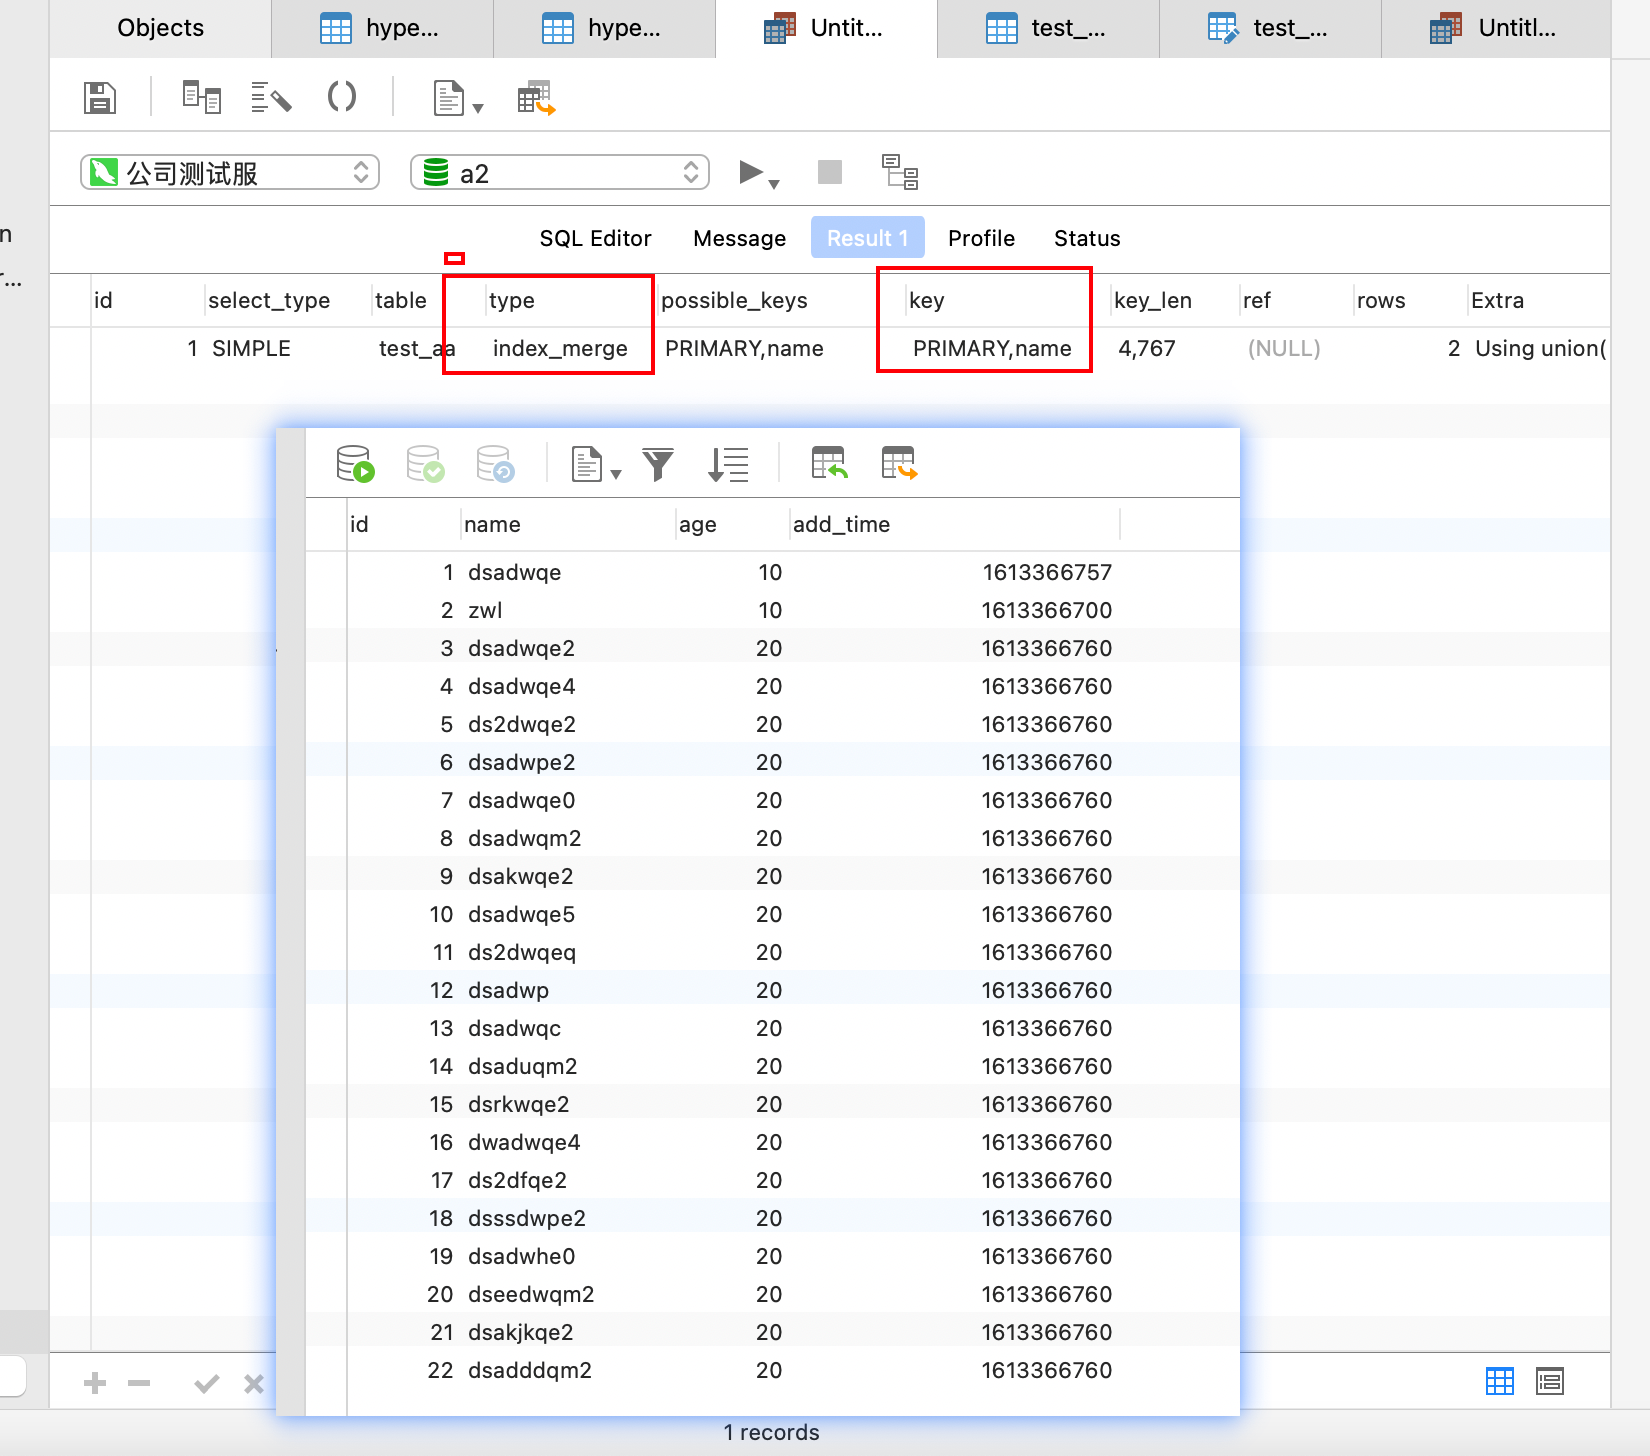 Objects hype... hype... Untit... test_... test_... Untitl...
公司测试服 a2
n
r...
SQL Editor Message Result 1 Profile Status
id select_type table type possible_keys key key_len ref rows Extra
1 SIMPLE test_aa index_merge PRIMARY,name PRIMARY,name 4,767 (NULL) 2 Using union(
id name age add_time
1 dsadwqe 10 1613366757
2 zwl 10 1613366700
3 dsadwqe2 20 1613366760
4 dsadwqe4 20 1613366760
5 ds2dwqe2 20 1613366760
6 dsadwpe2 20 1613366760
7 dsadwqe0 20 1613366760
8 dsadwqm2 20 1613366760
9 dsakwqe2 20 1613366760
10 dsadwqe5 20 1613366760
11 ds2dwqeq 20 1613366760
12 dsadwp 20 1613366760
13 dsadwqc 20 1613366760
14 dsaduqm2 20 1613366760
15 dsrkwqe2 20 1613366760
16 dwadwqe4 20 1613366760
17 ds2dfqe2 20 1613366760
18 dsssdwpe2 20 1613366760
19 dsadwhe0 20 1613366760
20 dseedwqm2 20 1613366760
21 dsakjkqe2 20 1613366760
22 dsadddqm2 20 1613366760
1 records